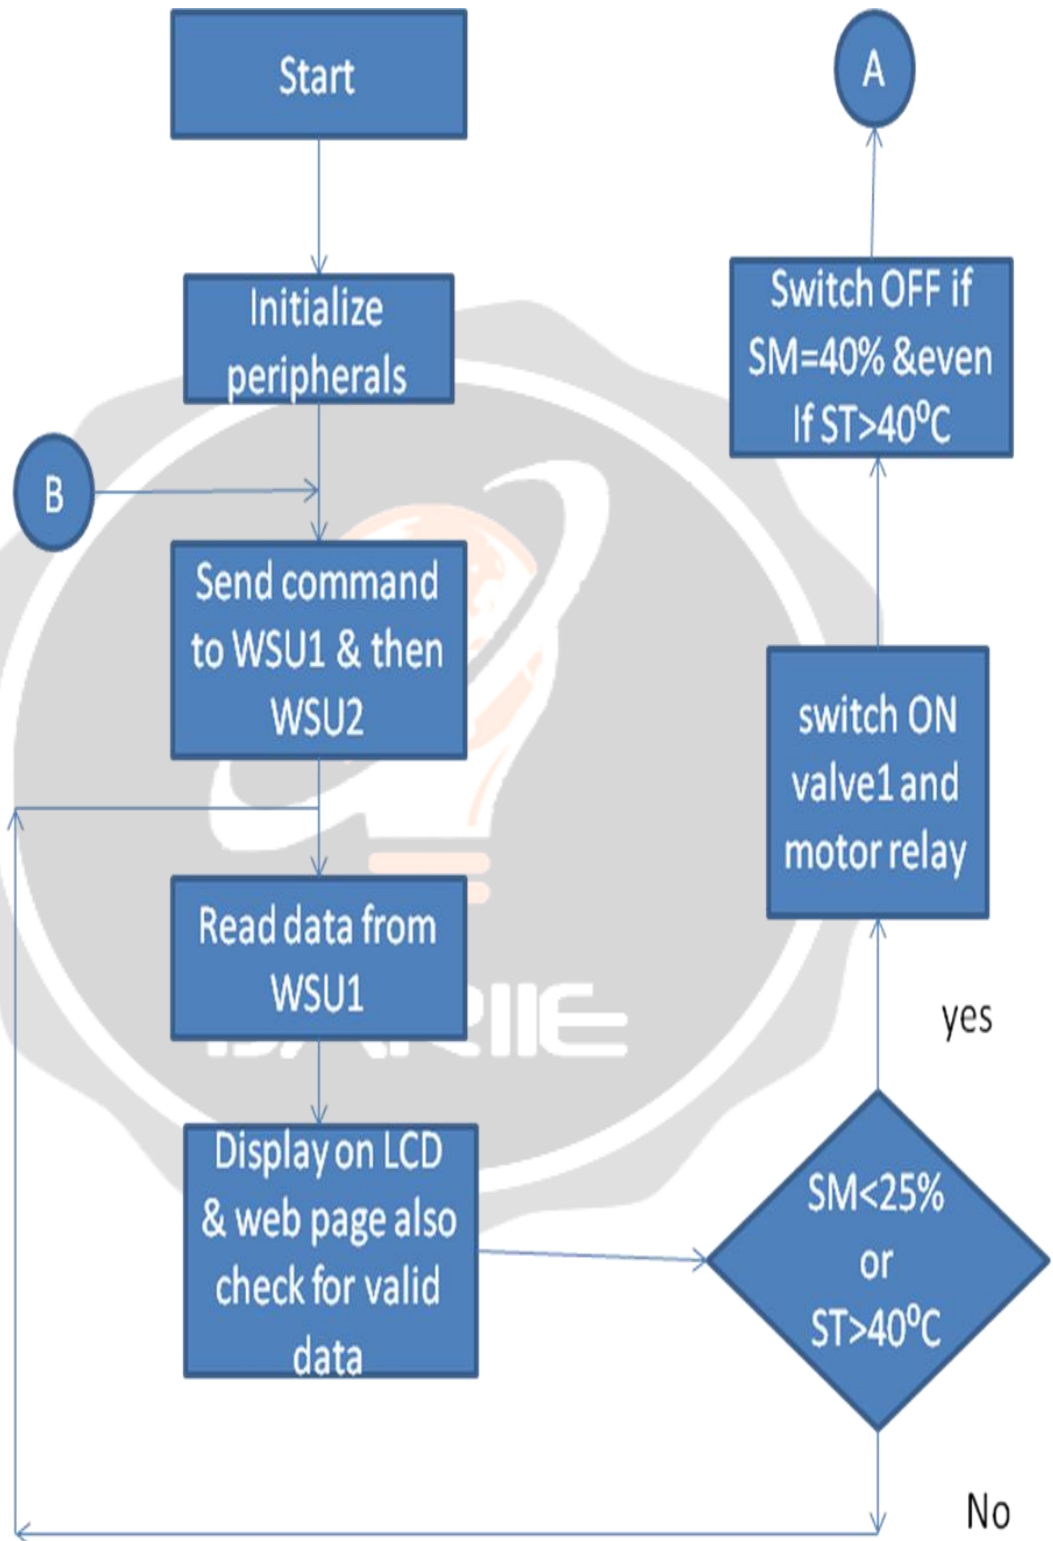 Start
Initialize
peripherals
B
Send command
to WSU1 & then
WSU2
Read data from
WSU1
Display on LCD
& web page also
check for valid
data
SM<25%
or
ST>40⁰C
yes
No
switch ON
valve1 and
motor relay
Switch OFF if
SM=40% &even
If ST>40⁰C
A